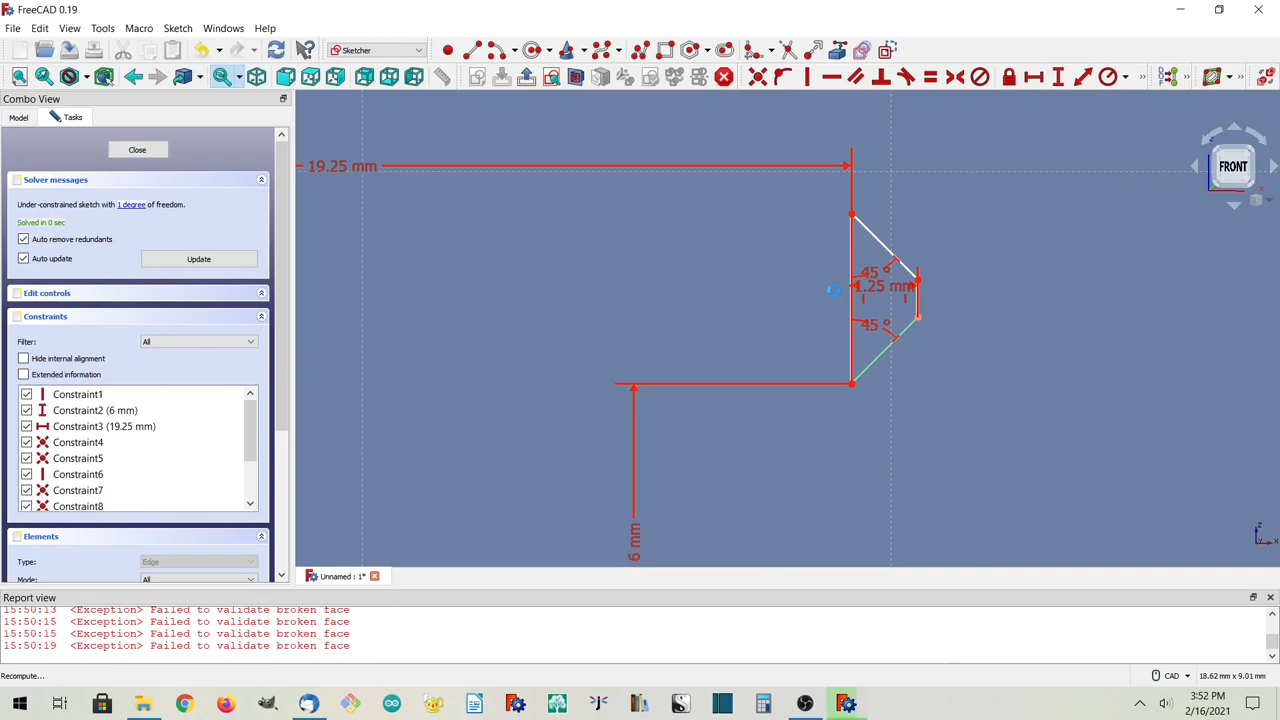 FreeCAD 0.19
File Edit View Tools Macro Sketch Windows Help
Sketcher
Combo View
Model Tasks
Close
Solver messages
Under-constrained sketch with 1 degree of freedom.
Solved in 0 sec
Auto remove redundants
Auto update Update
Edit controls
Constraints
Filter: All
Hide internal alignment
Extended information
Constraint1
Constraint2 (6 mm)
Constraint3 (19.25 mm)
Constraint4
Constraint5
Constraint6
Constraint7
Constraint8
Elements
Type: Edge
Mode: All
19.25 mm
45 °
1.25 mm
45 °
6 mm
FRONT
Unnamed : 1*
Report view
15:50:13 <Exception> Failed to validate broken face
15:50:15 <Exception> Failed to validate broken face
15:50:15 <Exception> Failed to validate broken face
15:50:19 <Exception> Failed to validate broken face
Recompute... CAD 18.62 mm × 9.01 mm
3:52 PM
2/16/2021